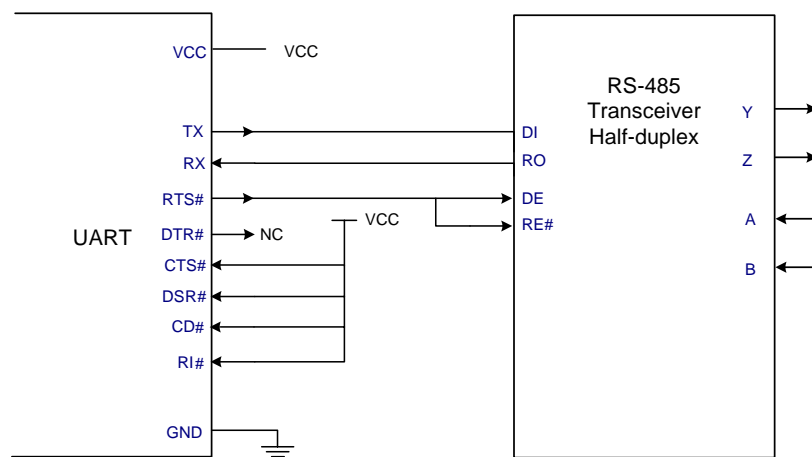 VCC VCC
TX
RX
RTS#
DTR# NC
CTS#
DSR#
CD#
RI#
GND
UART
VCC
RS-485
Transceiver
Half-duplex
DI
RO
DE
RE#
Y
Z
A
B